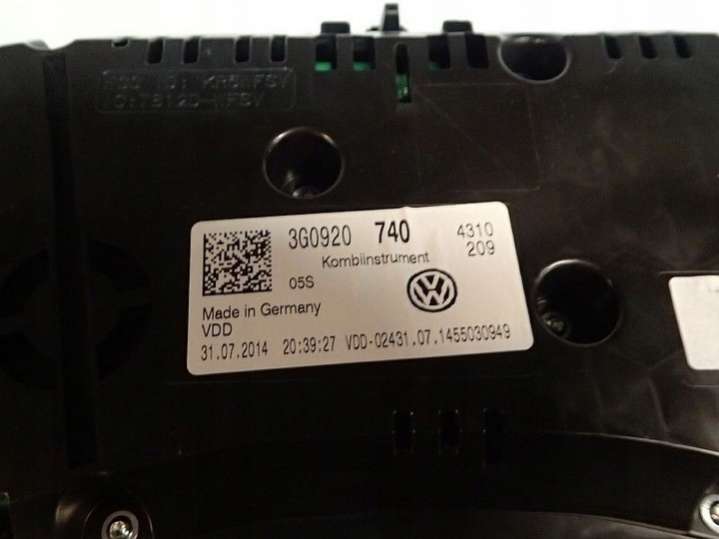 3G0920 740 4310
209
Kombiinstrument
05S
Made in Germany
VDD
31.07.2014 20:39:27 VDD-02431.07.1455030949